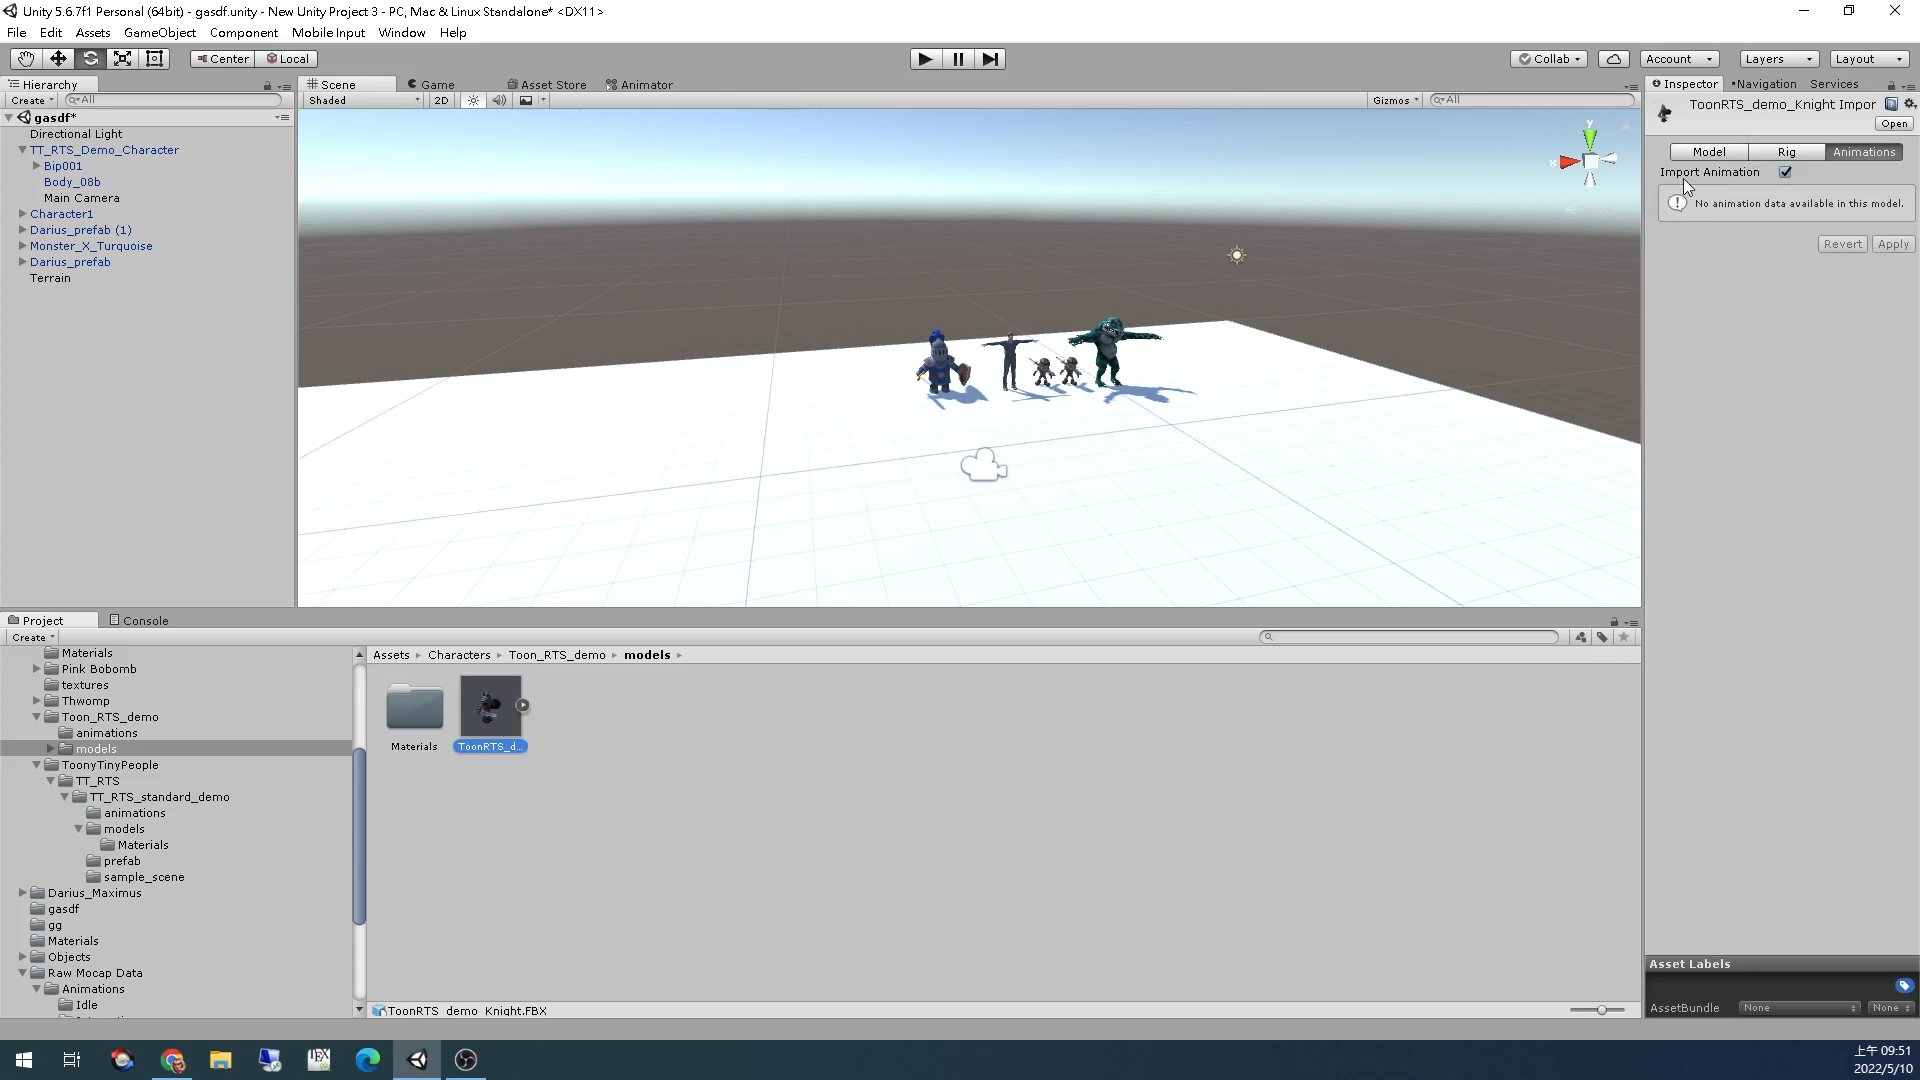 Unity 5.6.7f1 Personal (64bit) - gasdf.unity - New Unity Project 3 - PC, Mac & Linux Standalone* <DX11>
File Edit Assets GameObject Component Mobile Input Window Help
Center Local Collab Account Layers Layout
Hierarchy
Create All
gasdf*
Directional Light
TT_RTS_Demo_Character
Bip001
Body_08b
Main Camera
Character1
Darius_prefab (1)
Monster_X_Turquoise
Darius_prefab
Terrain
Scene Game Asset Store Animator
Shaded 2D Gizmos All
y
x
Inspector Navigation Services
ToonRTS_demo_Knight Impor
Open
Model Rig Animations
Import Animation
No animation data available in this model.
Revert Apply
Project Console
Create
Materials
Pink Bobomb
textures
Thwomp
Toon_RTS_demo
animations
models
ToonyTinyPeople
TT_RTS
TT_RTS_standard_demo
animations
models
Materials
prefab
sample_scene
Darius_Maximus
gasdf
gg
Materials
Objects
Raw Mocap Data
Animations
Idle
Assets Characters Toon_RTS_demo models
Materials ToonRTS_d...
ToonRTS_demo_Knight.FBX
Asset Labels
AssetBundle None None
TEX
上午 09:51
2022/5/10